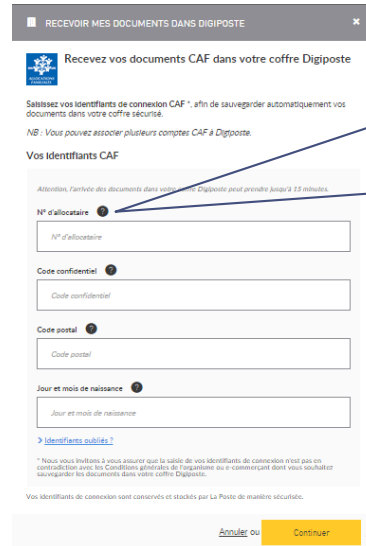 RECEVOIR MES DOCUMENTS DANS DIGIPOSTE
Recevez vos documents CAF dans votre coffre Digiposte
ALLOCATIONS
FAMILIALES
Saisissez vos identifiants de connexion CAF *, afin de sauvegarder automatiquement vos
documents dans votre coffre sécurisé.
NB : Vous pouvez associer plusieurs comptes CAF à Digiposte.
Vos identifiants CAF
Attention, l'arrivée des documents dans votre coffre Digiposte peut prendre jusqu'à 15 minutes.
N° d'allocataire ?
N° d'allocataire
Code confidentiel ?
Code confidentiel
Code postal ?
Code postal
Jour et mois de naissance ?
Jour et mois de naissance
> Identifiants oubliés ?
* Nous vous invitons à vous assurer que la saisie de vos identifiants de connexion n'est pas en
contradiction avec les Conditions générales de l'organisme ou e-commerçant dont vous souhaitez
sauvegarder les documents dans votre coffre Digiposte.
Vos identifiants de connexion sont conservés et stockés par La Poste de manière sécurisée.
Annuler ou Continuer